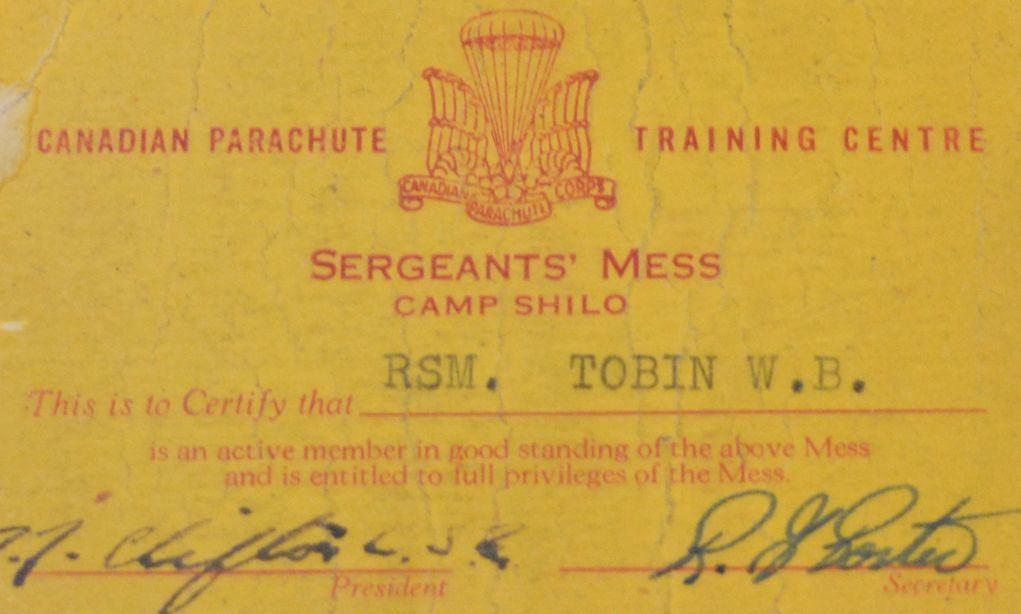 CANADIAN PARACHUTE TRAINING CENTRE
CANADIAN PARACHUTE CORPS
SERGEANTS' MESS
CAMP SHILO
RSM. TOBIN W.B.
This is to Certify that
is an active member in good standing of the above Mess
and is entitled to full privileges of the Mess.
Clifton
President
Secretary